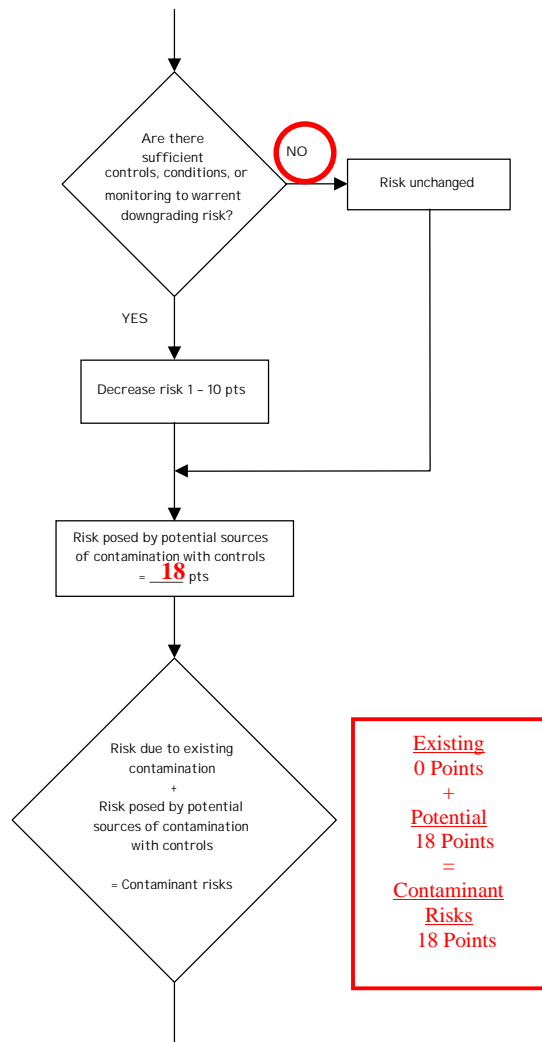 Are there
sufficient
controls, conditions, or
monitoring to warrent
downgrading risk?
NO
Risk unchanged
YES
Decrease risk 1 – 10 pts
Risk posed by potential sources
of contamination with controls
= 18 pts
Risk due to existing
contamination
+
Risk posed by potential
sources of contamination
with controls
= Contaminant risks
Existing
0 Points
+
Potential
18 Points
=
Contaminant
Risks
18 Points